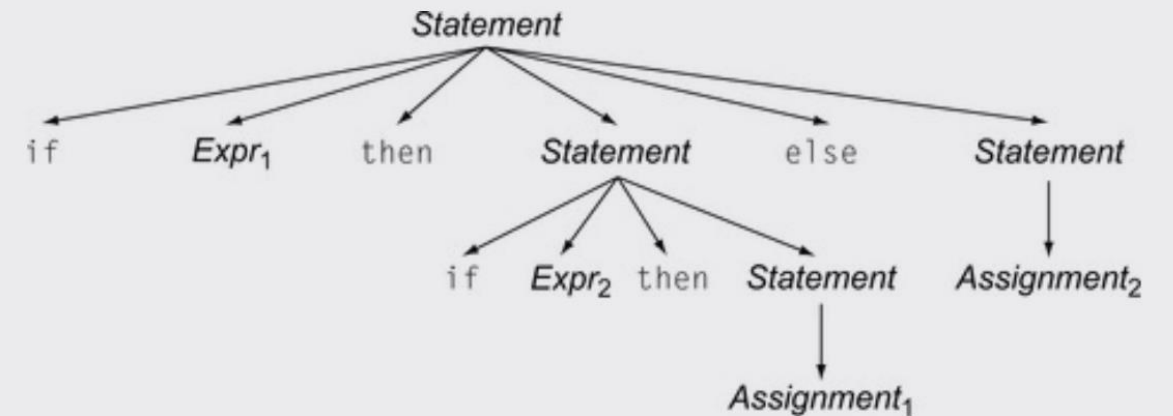 Statement
if Expr₁ then Statement else Statement
if Expr₂ then Statement Assignment₂
Assignment₁